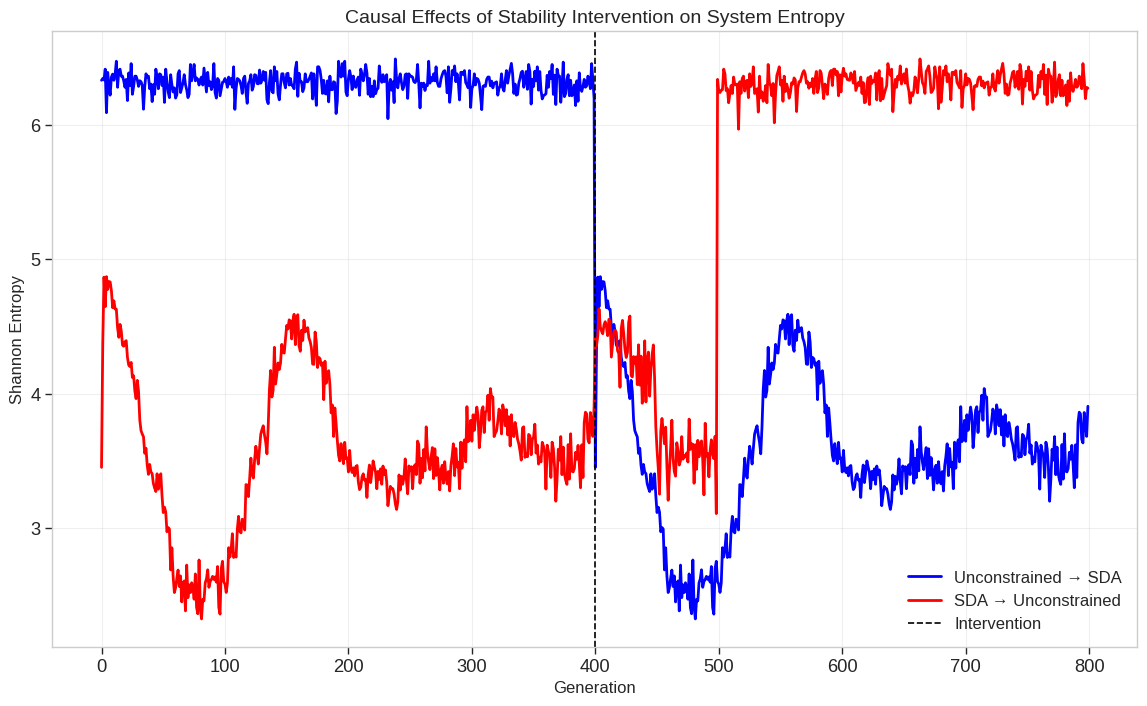 Causal Effects of Stability Intervention on System Entropy
Shannon Entropy
6
5
4
3
Unconstrained → SDA
SDA → Unconstrained
Intervention
0 100 200 300 400 500 600 700 800
Generation